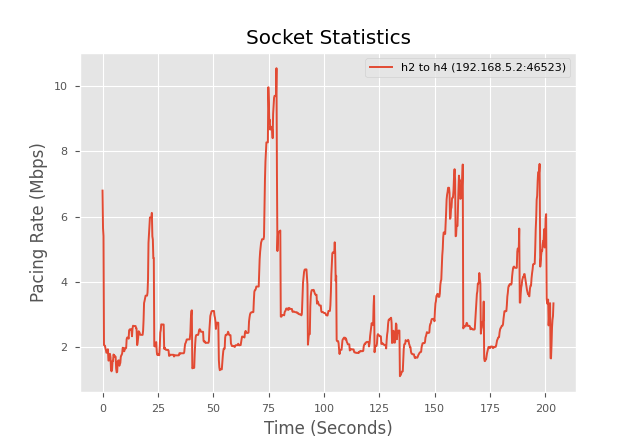 Socket Statistics
h2 to h4 (192.168.5.2:46523)
Pacing Rate (Mbps)
10
8
6
4
2
0 25 50 75 100 125 150 175 200
Time (Seconds)